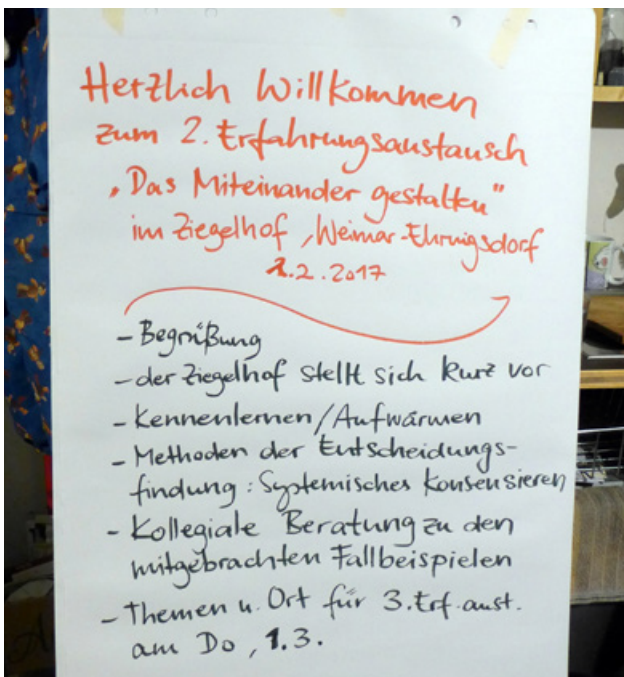 Herzlich Willkommen
zum 2. Erfahrungsaustausch
„Das Miteinander gestalten"
im Ziegelhof, Weimar-Ehringsdorf
1.2.2017
- Begrüßung
- der Ziegelhof stellt sich kurz vor
- Kennenlernen/Aufwärmen
- Methoden der Entscheidungs-
findung: Systemisches Konsensieren
- Kollegiale Beratung zu den
mitgebrachten Fallbeispielen
- Themen u. Ort für 3. Erf.aust.
am Do, 1.3.